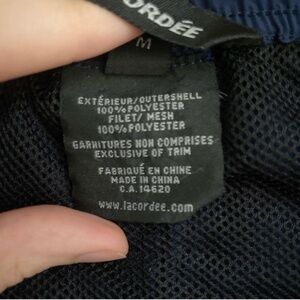 CORDÉE
M
EXTÉRIEUR/OUTERSHELL
100% POLYESTER
FILET/ MESH
100% POLYESTER
GARNITURES NON COMPRISES
EXCLUSIVE OF TRIM
FABRIQUÉ EN CHINE
MADE IN CHINA
C.A. 14620
www.lacordee.com